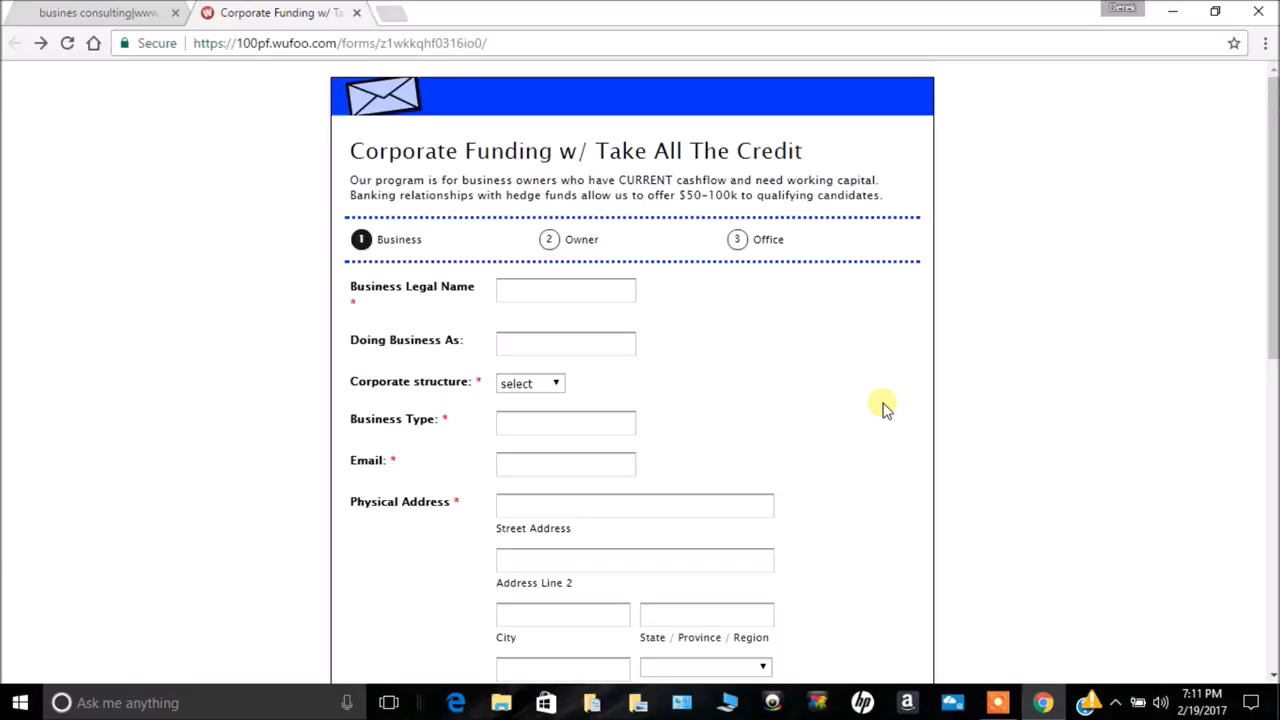 busines consulting|www
Corporate Funding w/ Ta
Derek
Secure
https://100pf.wufoo.com/forms/z1wkkqhf0316io0/
Corporate Funding w/ Take All The Credit
Our program is for business owners who have CURRENT cashflow and need working capital.
Banking relationships with hedge funds allow us to offer $50-100k to qualifying candidates.
1 Business 2 Owner 3 Office
Business Legal Name
*
Doing Business As:
Corporate structure: * select
Business Type: *
Email: *
Physical Address *
Street Address
Address Line 2
City State / Province / Region
Ask me anything
7:11 PM
2/19/2017